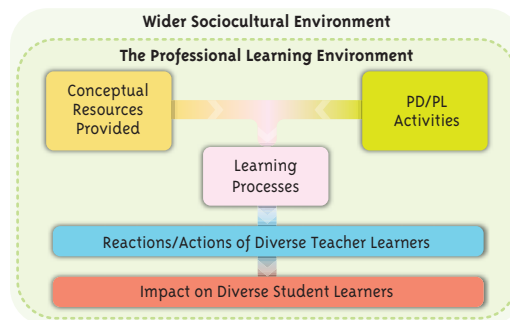 Wider Sociocultural Environment
The Professional Learning Environment
Conceptual
Resources
Provided
PD/PL
Activities
Learning
Processes
Reactions/Actions of Diverse Teacher Learners
Impact on Diverse Student Learners